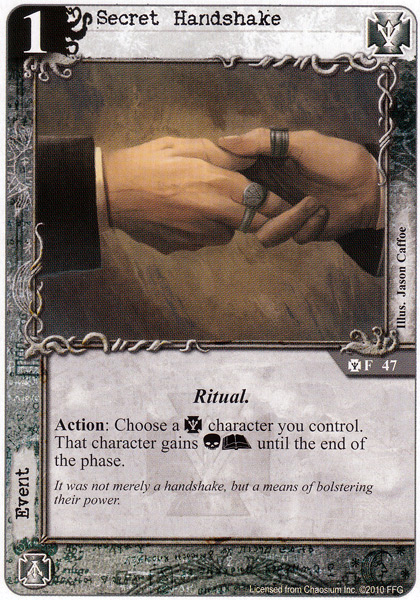 1
Secret Handshake
Illus. Jason Caffoe
F 47
Ritual.
Action: Choose a character you control.
That character gains until the end of
the phase.
It was not merely a handshake, but a means of bolstering
their power.
Event
Licensed from Chaosium Inc. ©2010 FFG